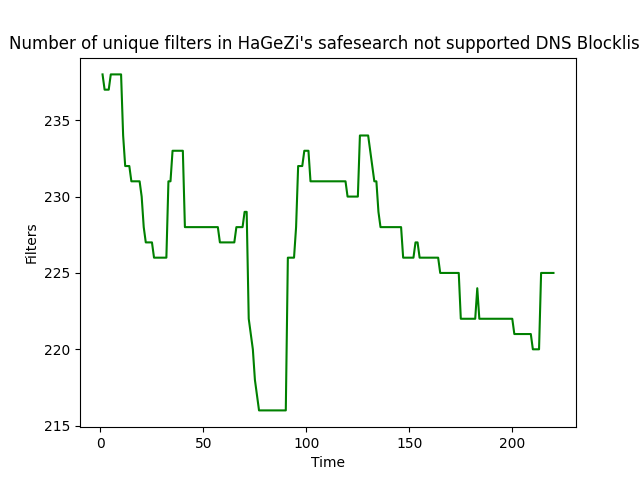 Number of unique filters in HaGeZi's safesearch not supported DNS Blocklis
235
230
225
220
215
Filters
0 50 100 150 200
Time